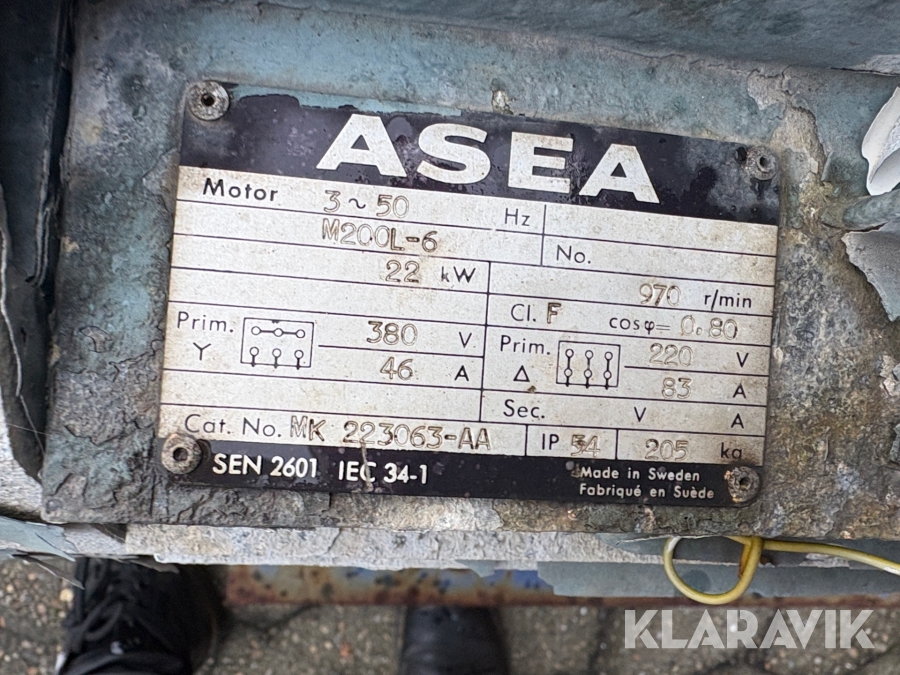 ASEA
Motor 3~50 Hz
M200L-6 No.
22 kW 970 r/min
Cl. F cosφ= 0.80
Prim. Y 380 V Prim. Δ 220 V
46 A 83 A
Sec. V A
Cat. No. MK 223063-AA IP 54 205 kg
SEN 2601 IEC 34-1 Made in Sweden
Fabriqué en Suède
KLARAVIK